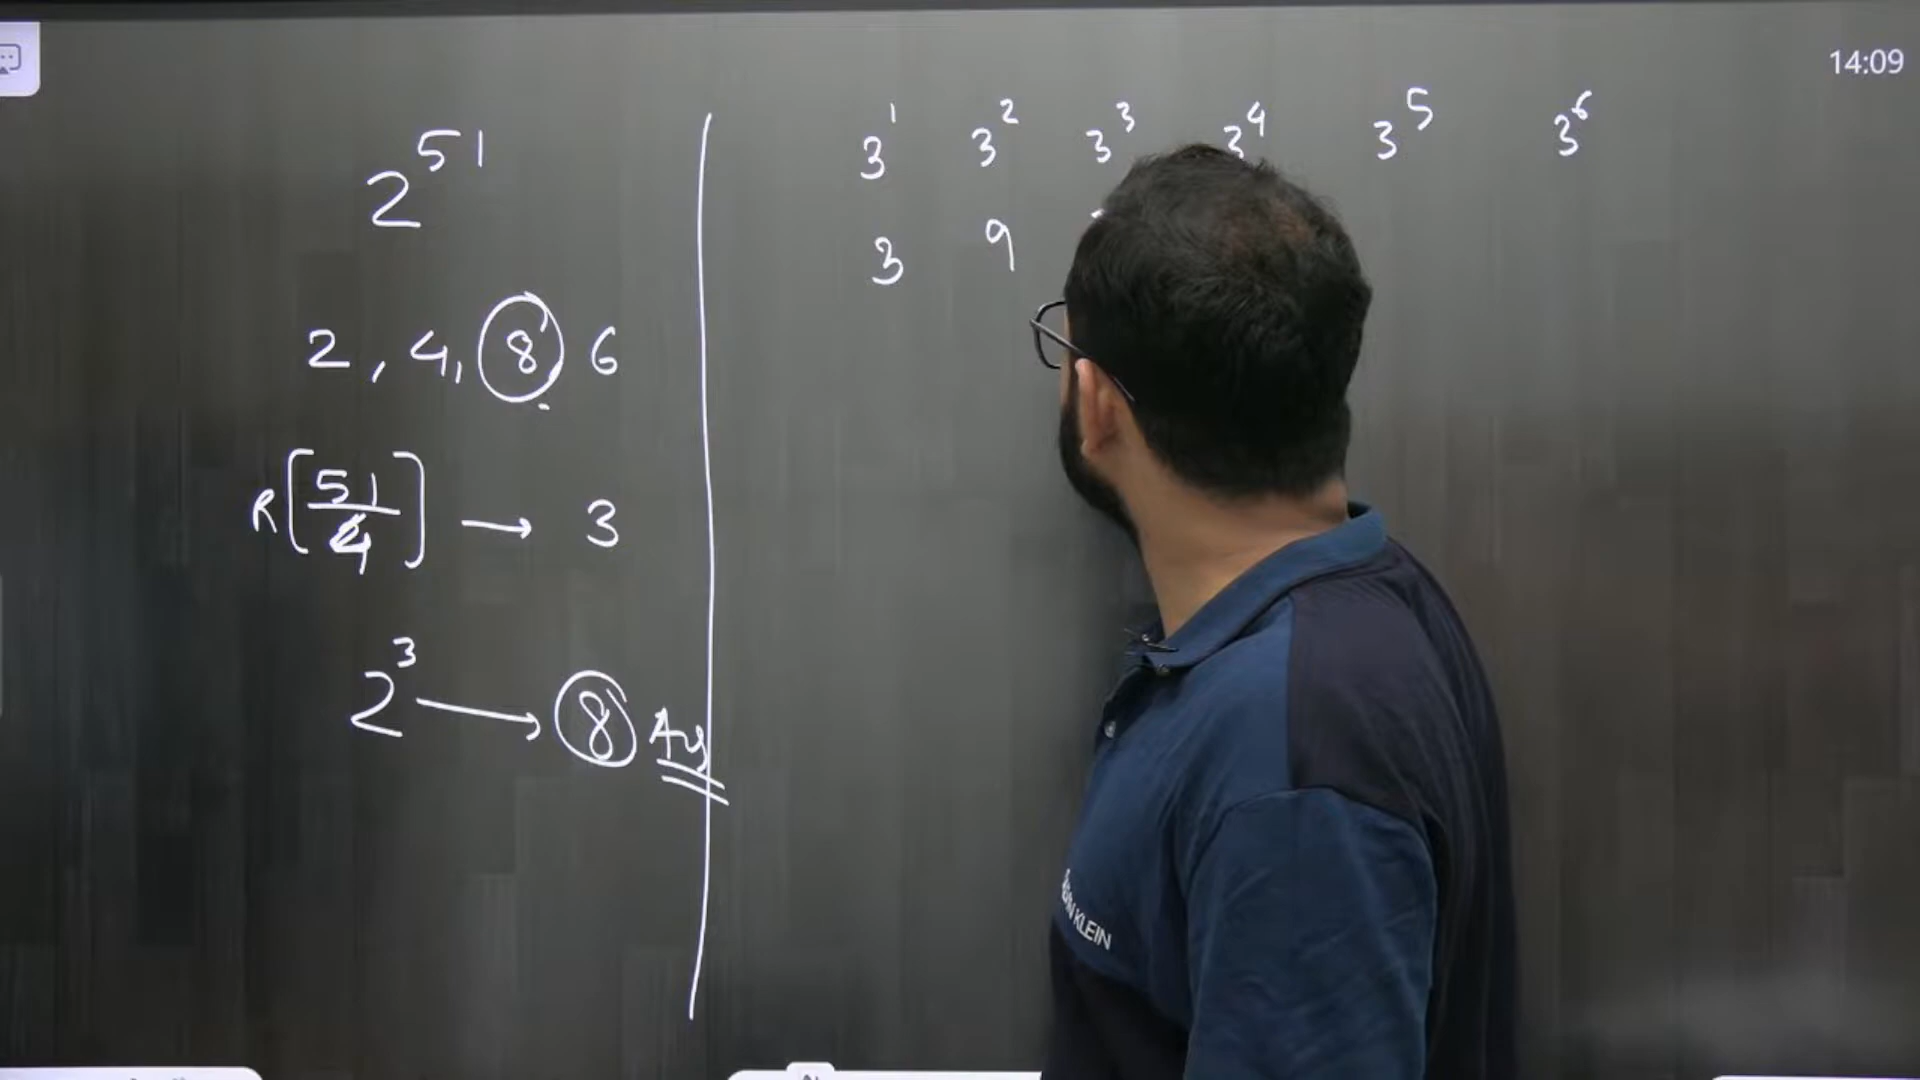 14:09
2^51
2, 4, 8 6
R[51/4] → 3
2^3 → 8 Ans
3^1 3^2 3^3 3^4 3^5 3^6
3 9
KLEIN